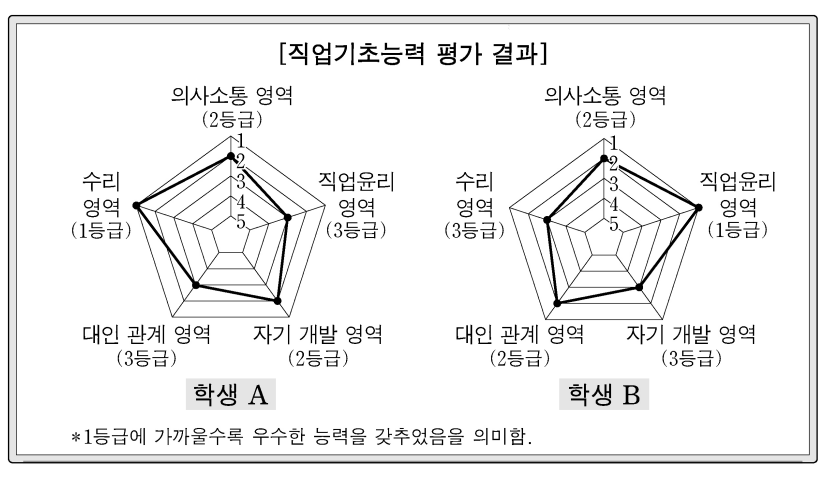 [직업기초능력 평가 결과]
의사소통 영역
(2등급)
1
2
3
4
5
수리
영역
(1등급)
직업윤리
영역
(3등급)
대인 관계 영역
(3등급)
자기 개발 영역
(2등급)
학생 A
의사소통 영역
(2등급)
1
2
3
4
5
수리
영역
(3등급)
직업윤리
영역
(1등급)
대인 관계 영역
(2등급)
자기 개발 영역
(3등급)
학생 B
*1등급에 가까울수록 우수한 능력을 갖추었음을 의미함.